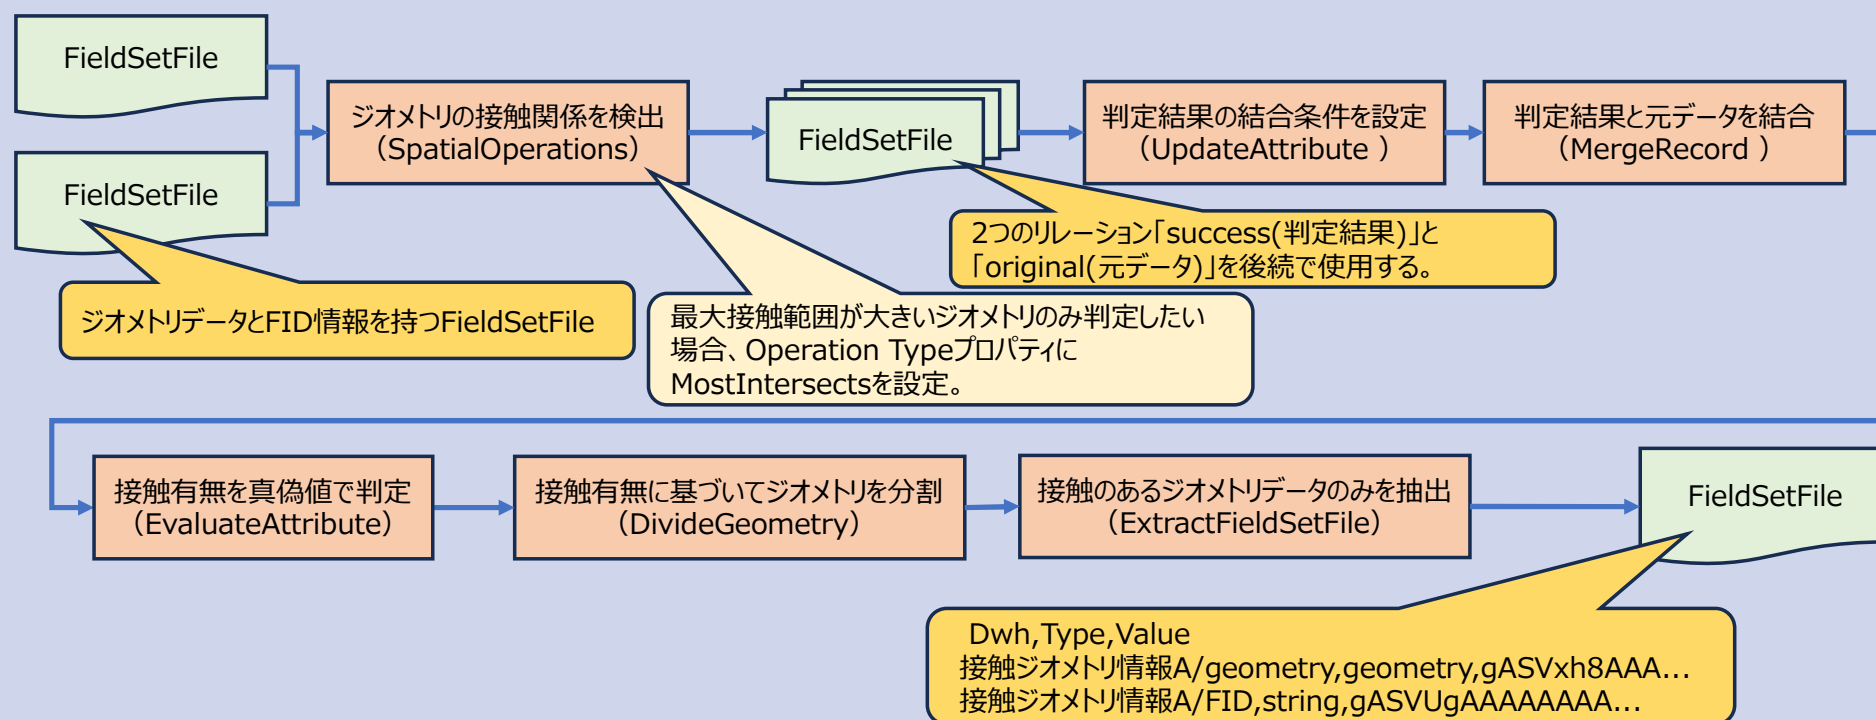 FieldSetFile
FieldSetFile
ジオメトリの接触関係を検出
（SpatialOperations）
FieldSetFile
判定結果の結合条件を設定
（UpdateAttribute ）
判定結果と元データを結合
（MergeRecord ）
ジオメトリデータとFID情報を持つFieldSetFile
最大接触範囲が大きいジオメトリのみ判定したい
場合、Operation Typeプロパティに
MostIntersectsを設定。
2つのリレーション「success(判定結果)」と
「original(元データ)」を後続で使用する。
接触有無を真偽値で判定
（EvaluateAttribute）
接触有無に基づいてジオメトリを分割
（DivideGeometry）
接触のあるジオメトリデータのみを抽出
（ExtractFieldSetFile）
FieldSetFile
Dwh,Type,Value
接触ジオメトリ情報A/geometry,geometry,gASVxh8AAA...
接触ジオメトリ情報A/FID,string,gASVUgAAAAAAAA...